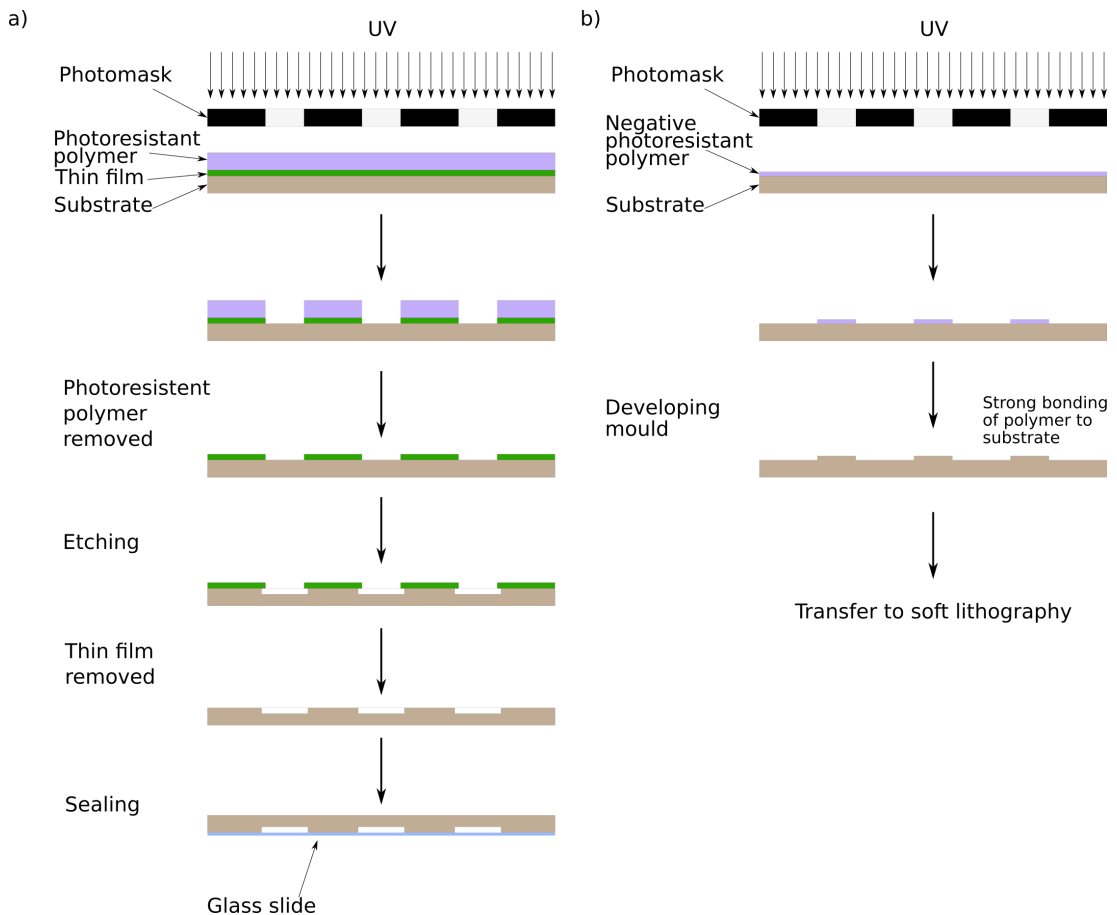 a)
UV
Photomask
Photoresistant
polymer
Thin film
Substrate
Photoresistent
polymer
removed
Etching
Thin film
removed
Sealing
Glass slide
b)
UV
Photomask
Negative
photoresistant
polymer
Substrate
Developing
mould
Strong bonding
of polymer to
substrate
Transfer to soft lithography